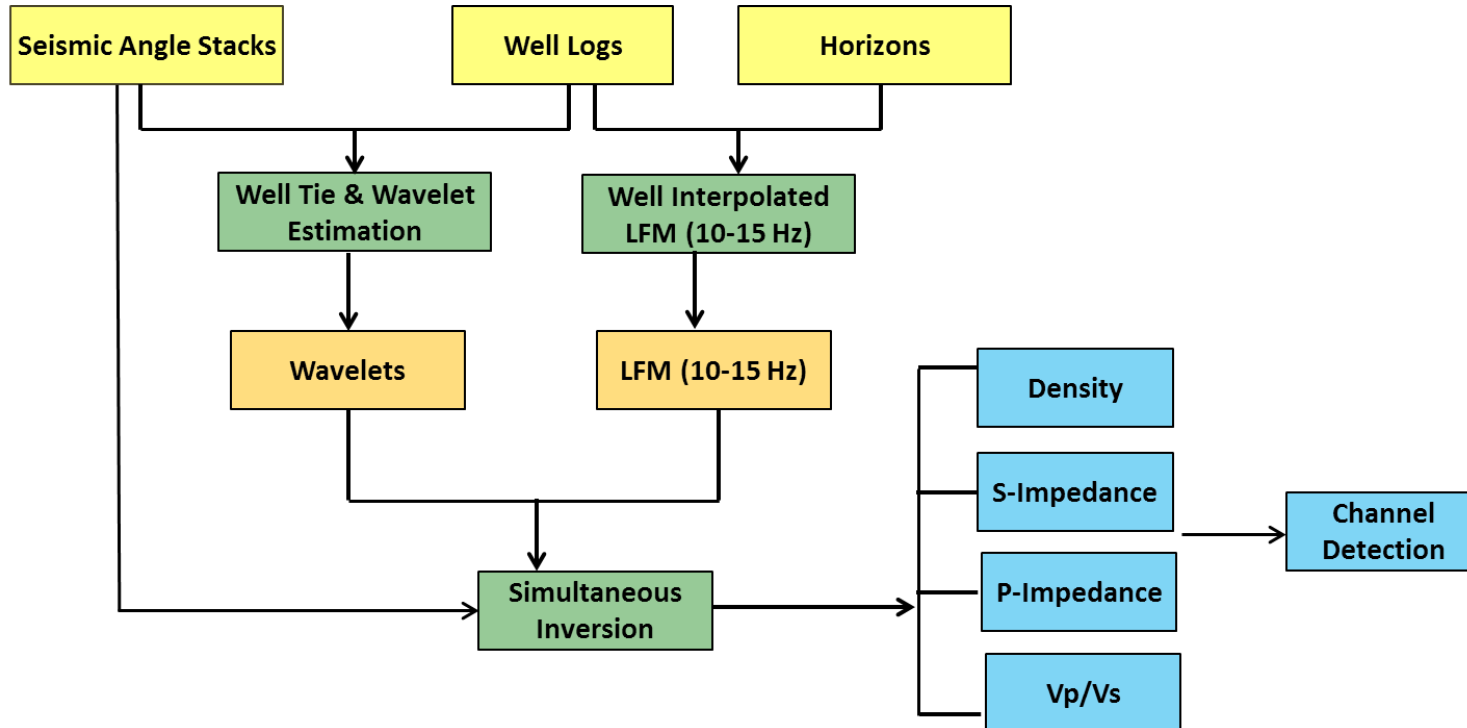 Seismic Angle Stacks
Well Logs
Horizons
Well Tie & Wavelet
Estimation
Well Interpolated
LFM (10-15 Hz)
Wavelets
LFM (10-15 Hz)
Simultaneous
Inversion
Density
S-Impedance
P-Impedance
Vp/Vs
Channel
Detection